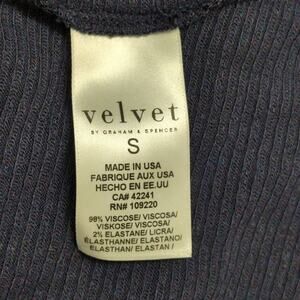 velvet
BY GRAHAM & SPENCER
S
MADE IN USA
FABRIQUE AUX USA
HECHO EN EE.UU
CA# 42241
RN# 109220
98% VISCOSE/ VISCOSA/
VISKOSE/ VISCOSA/
2% ELASTANE/ LICRA/
ELASTHANNE/ ELASTANO/
ELASTHAN/ ELASTAN /